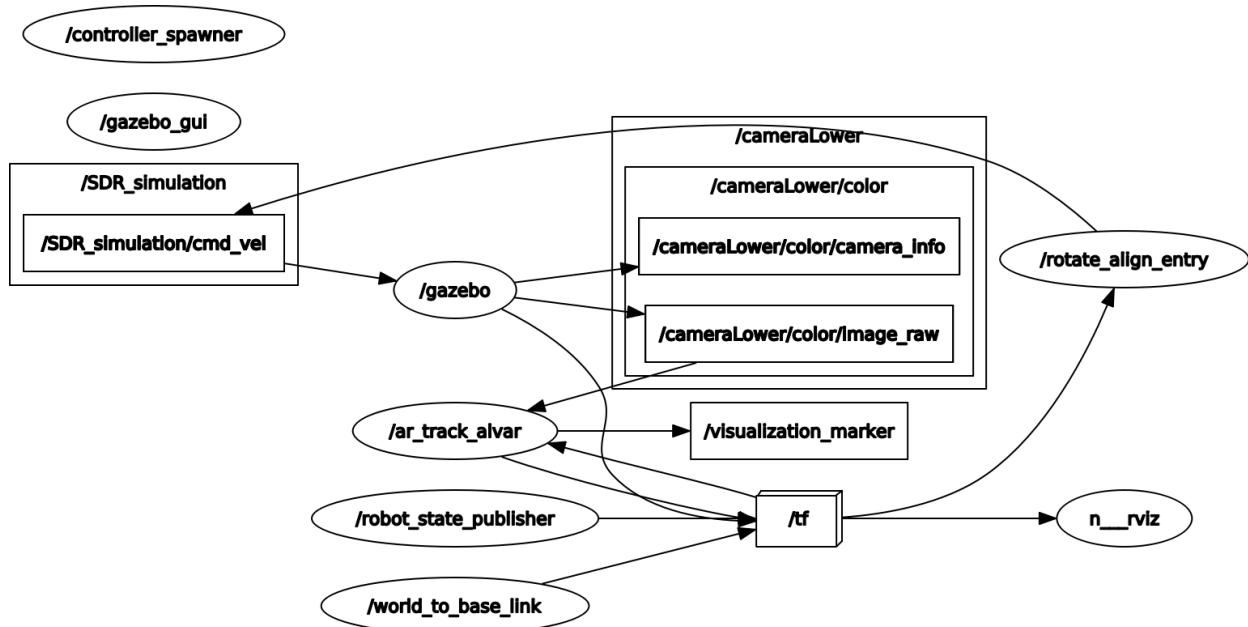 /controller_spawner
/gazebo_gui
/SDR_simulation
/SDR_simulation/cmd_vel
/gazebo
/cameraLower
/cameraLower/color
/cameraLower/color/camera_info
/cameraLower/color/image_raw
/rotate_align_entry
/ar_track_alvar
/visualization_marker
/robot_state_publisher
/tf
n___rviz
/world_to_base_link